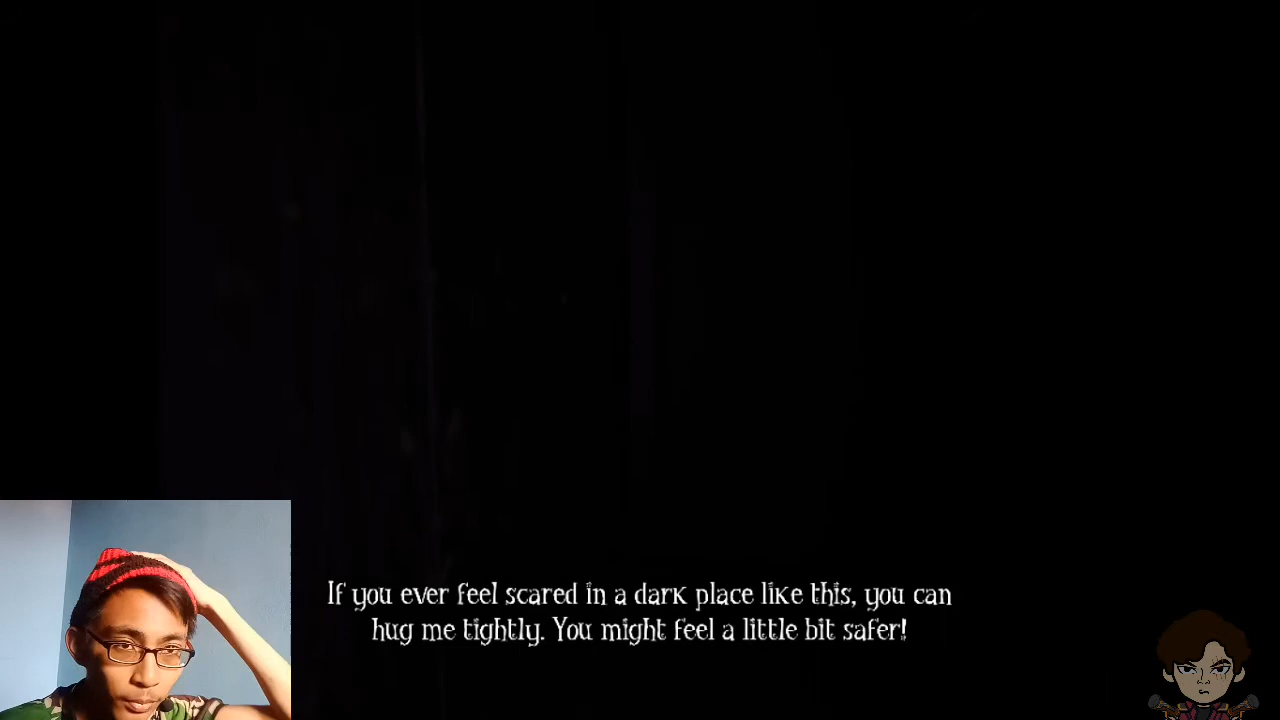 If you ever feel scared in a dark place like this, you can
hug me tightly. You might feel a little bit safer!